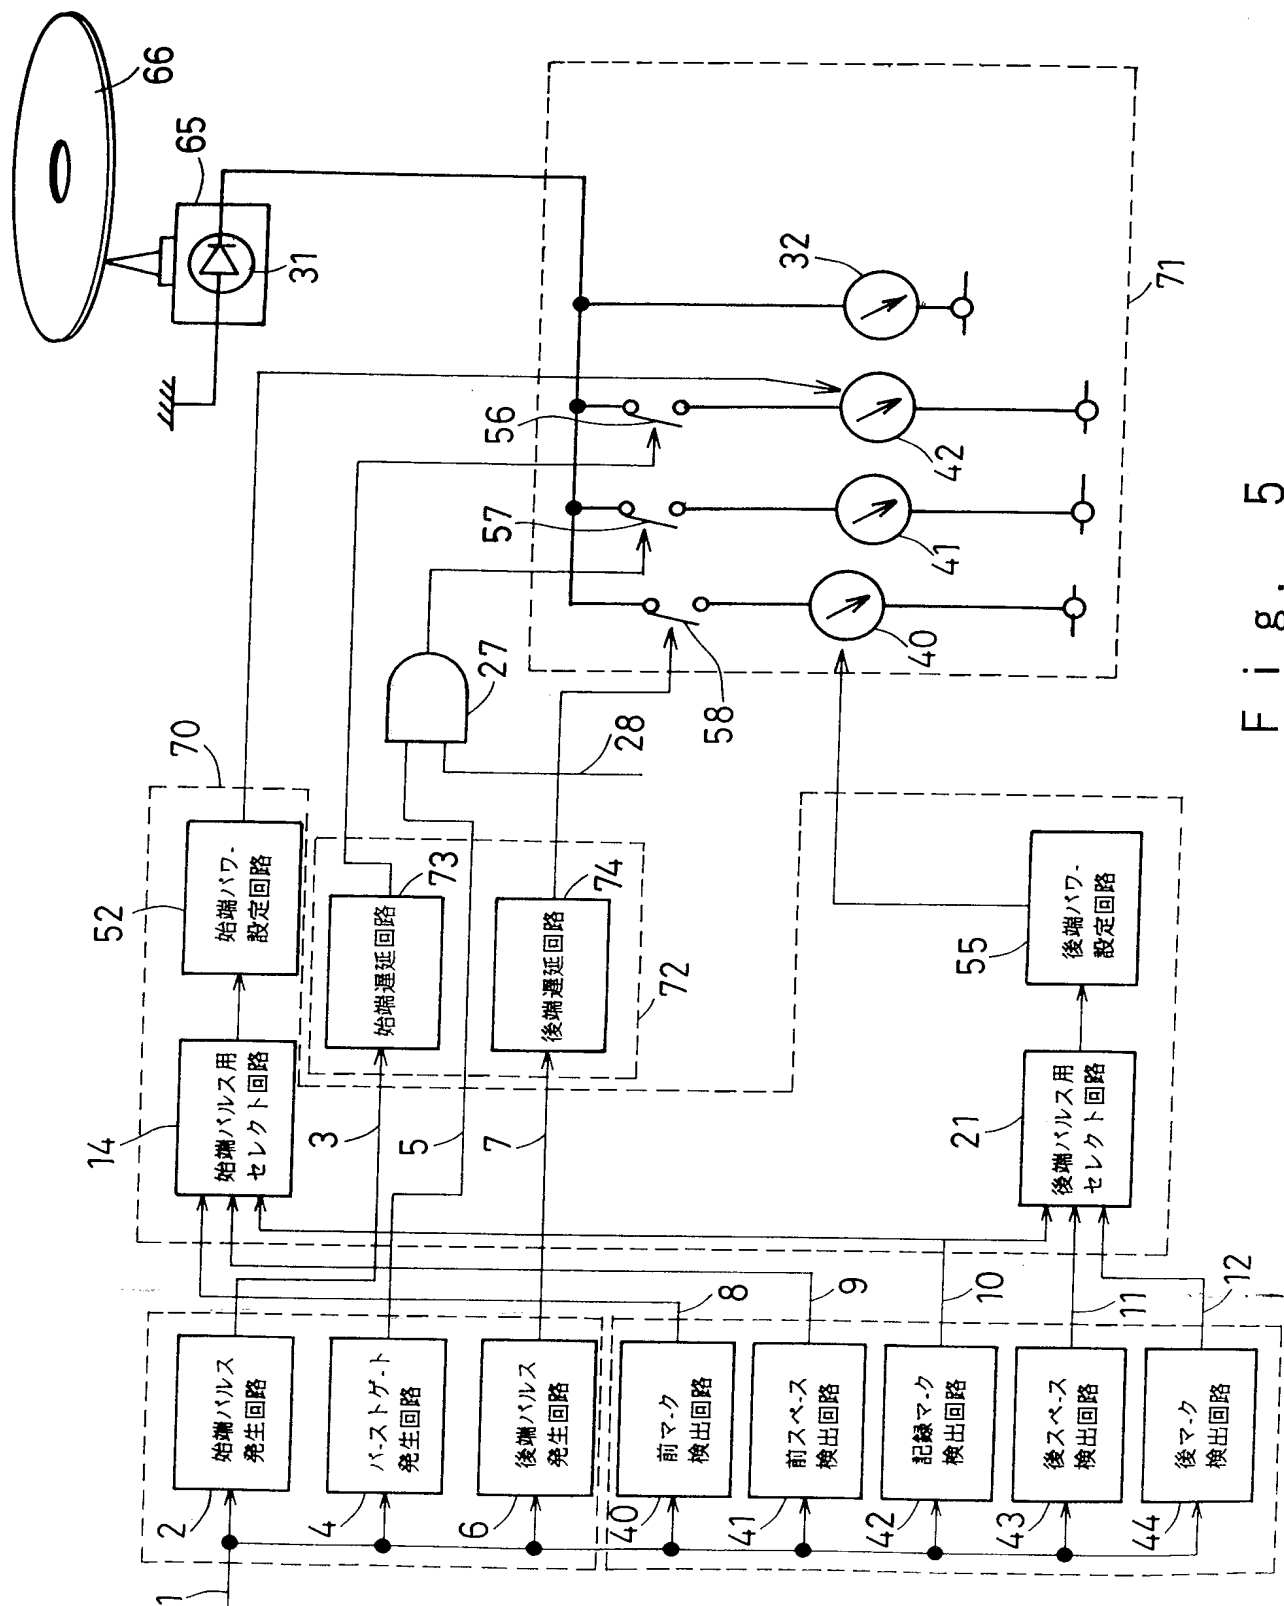 1
2
始端パルス
発生回路
4
バーストゲート
発生回路
6
後端パルス
発生回路
40
前マーク
検出回路
41
前スペース
検出回路
42
記録マーク
検出回路
43
後スペース
検出回路
44
後マーク
検出回路
3
5
7
8
9
10
11
12
14
始端パルス用
セレクト回路
52
始端パワー
設定回路
70
始端遅延回路
73
後端遅延回路
74
72
21
後端パルス用
セレクト回路
55
後端パワー
設定回路
27
28
56
57
58
40
41
42
32
71
31
65
66
Fig. 5